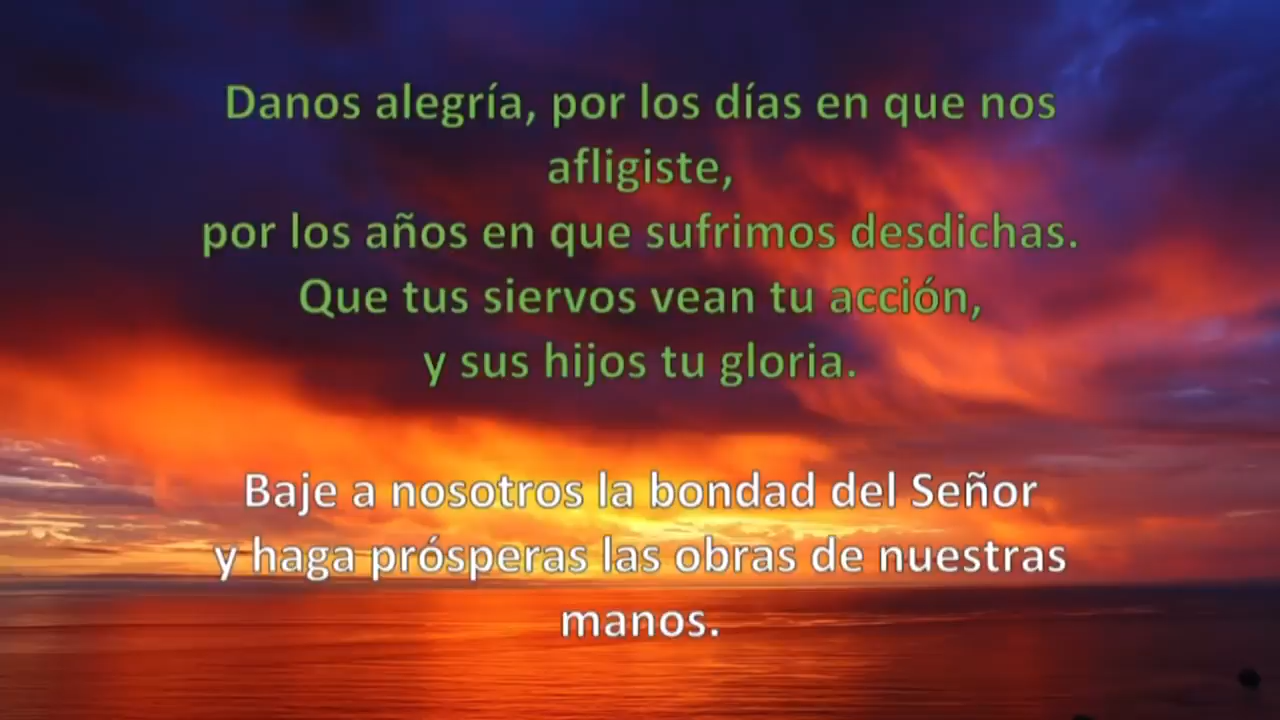 Danos alegría, por los días en que nos
afligiste,
por los años en que sufrimos desdichas.
Que tus siervos vean tu acción,
y sus hijos tu gloria.
Baje a nosotros la bondad del Señor
y haga prósperas las obras de nuestras
manos.